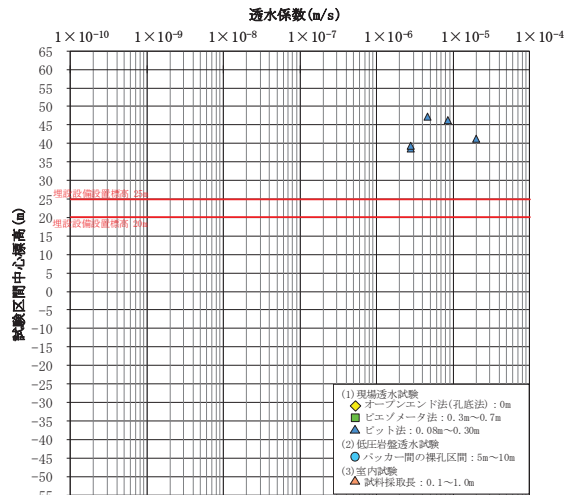 透水係数(m/s)
1×10⁻¹⁰ 1×10⁻⁹ 1×10⁻⁸ 1×10⁻⁷ 1×10⁻⁶ 1×10⁻⁵ 1×10⁻⁴
試験区間中心標高(m)
65
60
55
50
45
40
35
30
25
20
15
10
5
0
-5
-10
-15
-20
-25
-30
-35
-40
-45
-50
-55
埋設設備設置標高 25m
埋設設備設置標高 20m
(1)現場透水試験
オープンエンド法(孔底法):0m
ピエゾメータ法:0.3m～0.7m
ピット法:0.08m～0.30m
(2)低圧岩盤透水試験
パッカー間の裸孔区間:5m～10m
(3)室内試験
試料採取長:0.1～1.0m